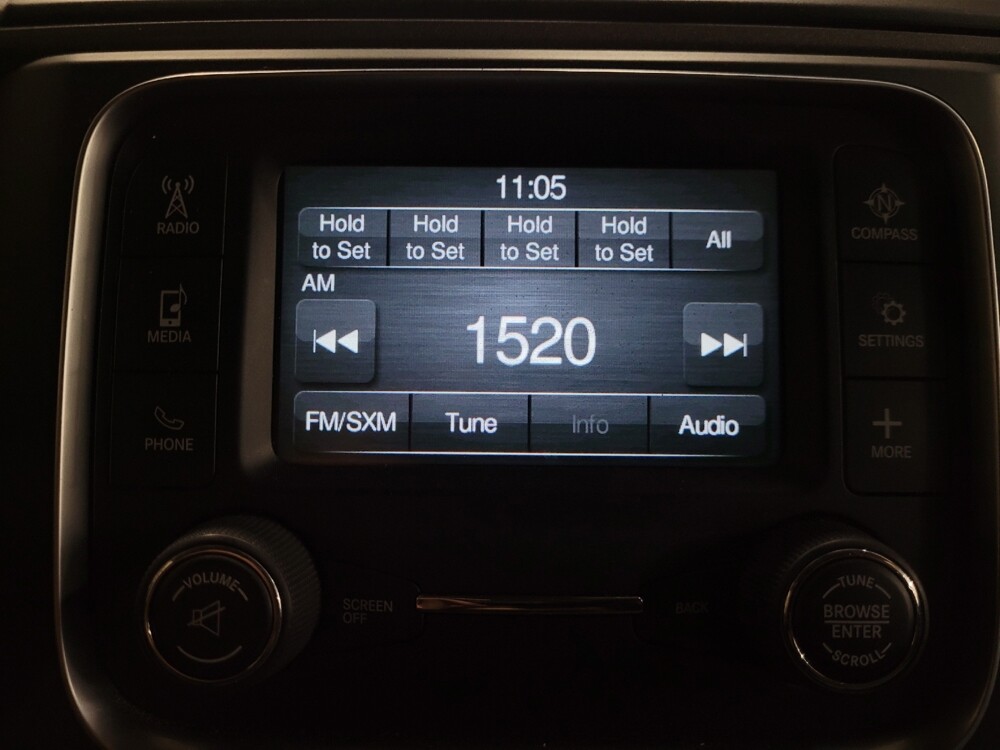 11:05
Hold to Set
Hold to Set
Hold to Set
Hold to Set
All
AM
1520
FM/SXM
Tune
Info
Audio
RADIO
MEDIA
PHONE
N
COMPASS
SETTINGS
MORE
VOLUME
SCREEN
OFF
BACK
TUNE
BROWSE
ENTER
SCROLL